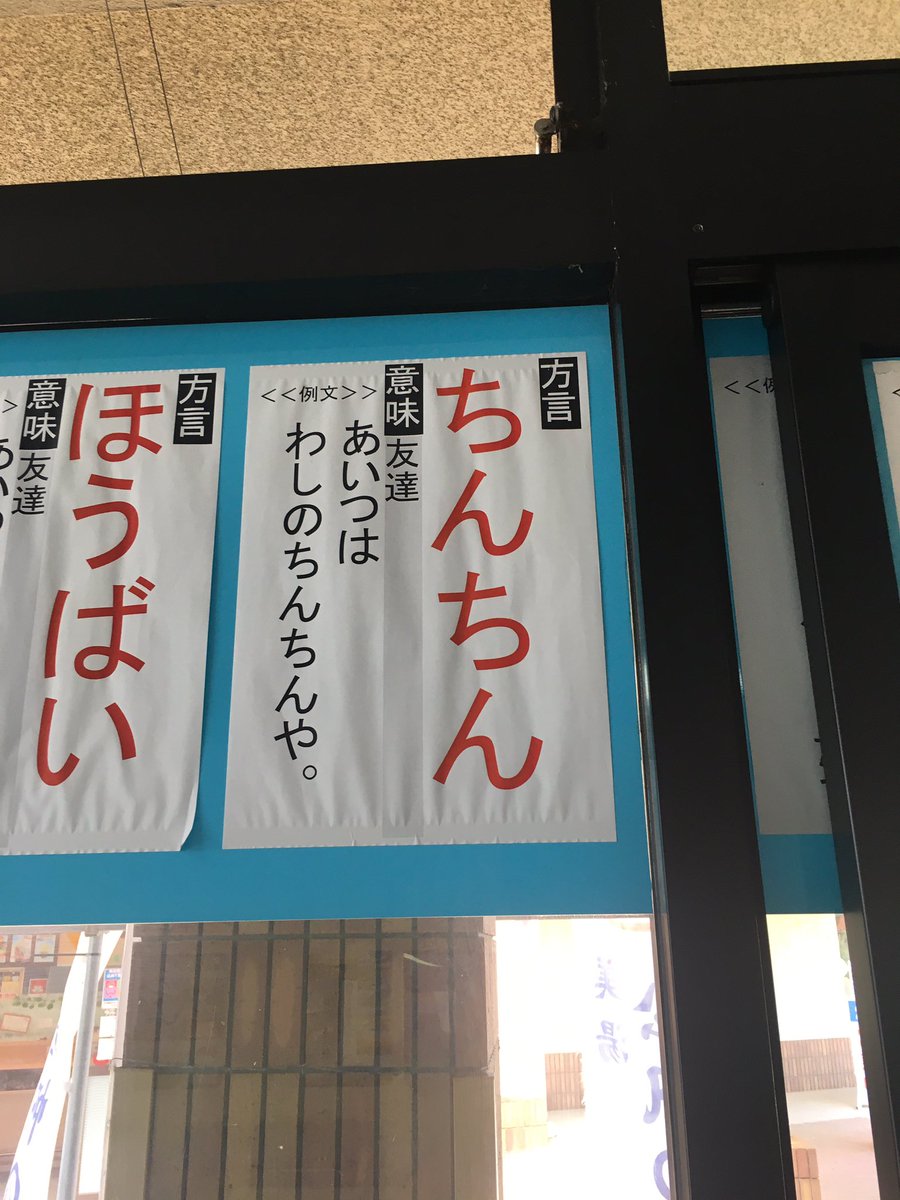 方言
ちんちん
意味 友達
<<例文>>
あいつは
わしのちんちんや。
方言
ほうばい
意味 友達